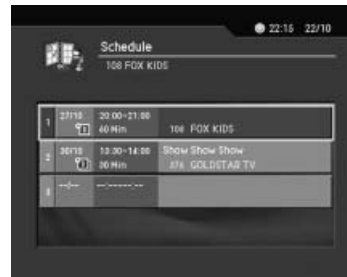 22:15 22/10
Schedule
108 FOX KIDS
1 27/10 20:00~21:00
60 Min 108 FOX KIDS
2 30/10 13:30~14:00 Show Show Show
30 Min 276 GOLDSTAR TV
3 --/-- --:--~--:--